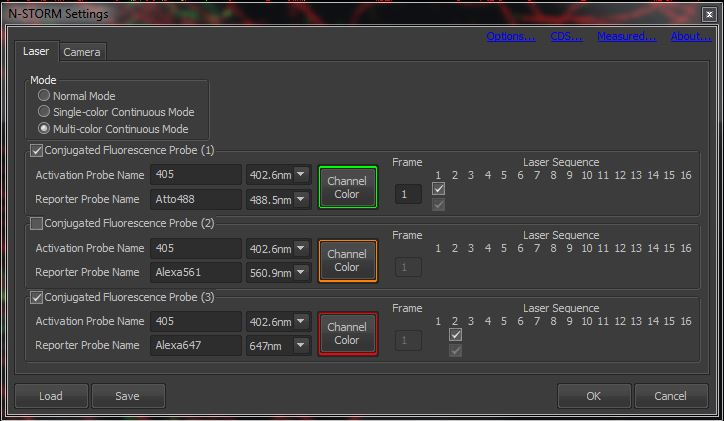 N-STORM Settings
Options... CDS... Measured... About...
Laser Camera
Mode
Normal Mode
Single-color Continuous Mode
Multi-color Continuous Mode
Conjugated Fluorescence Probe (1)
Frame Laser Sequence
Activation Probe Name 405 402.6nm Channel Color 1 2 3 4 5 6 7 8 9 10 11 12 13 14 15 16
Reporter Probe Name Atto488 488.5nm 1
Conjugated Fluorescence Probe (2)
Frame Laser Sequence
Activation Probe Name 405 402.6nm Channel Color 1 2 3 4 5 6 7 8 9 10 11 12 13 14 15 16
Reporter Probe Name Alexa561 560.9nm 1
Conjugated Fluorescence Probe (3)
Frame Laser Sequence
Activation Probe Name 405 402.6nm Channel Color 1 2 3 4 5 6 7 8 9 10 11 12 13 14 15 16
Reporter Probe Name Alexa647 647nm 1
Load Save OK Cancel